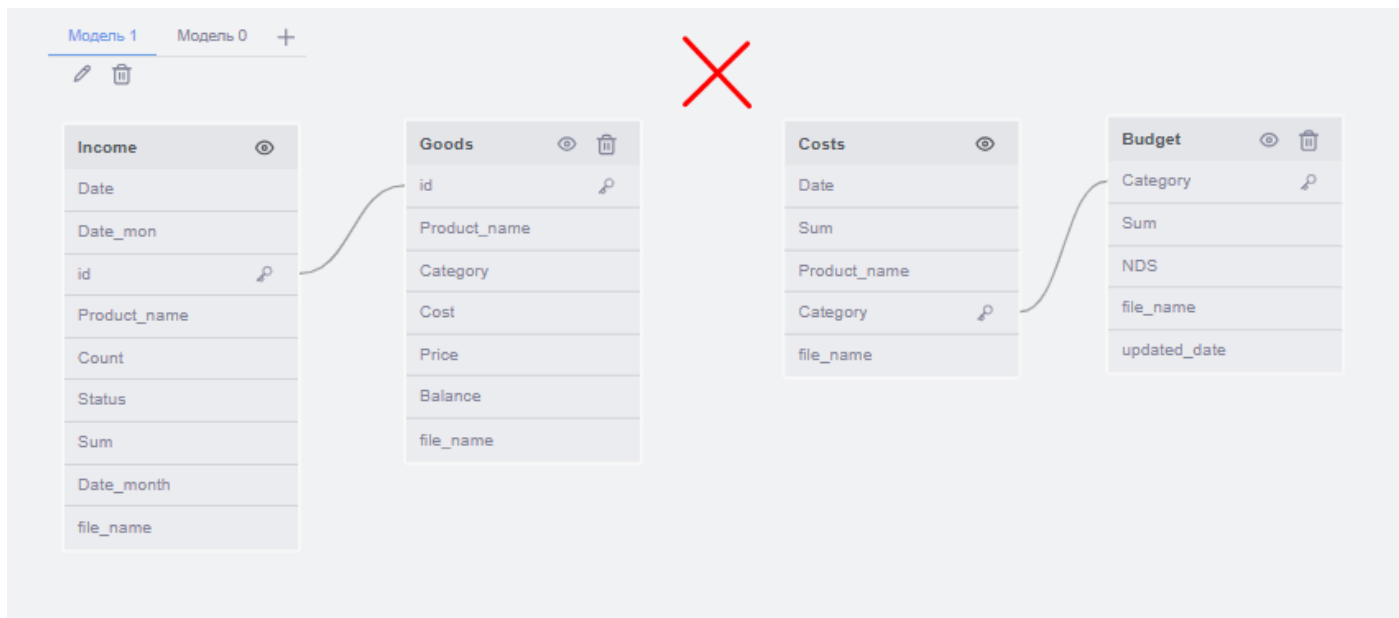 Модель 1 Модель 0
Income
Date
Date_mon
id
Product_name
Count
Status
Sum
Date_month
file_name
Goods
id
Product_name
Category
Cost
Price
Balance
file_name
Costs
Date
Sum
Product_name
Category
file_name
Budget
Category
Sum
NDS
file_name
updated_date